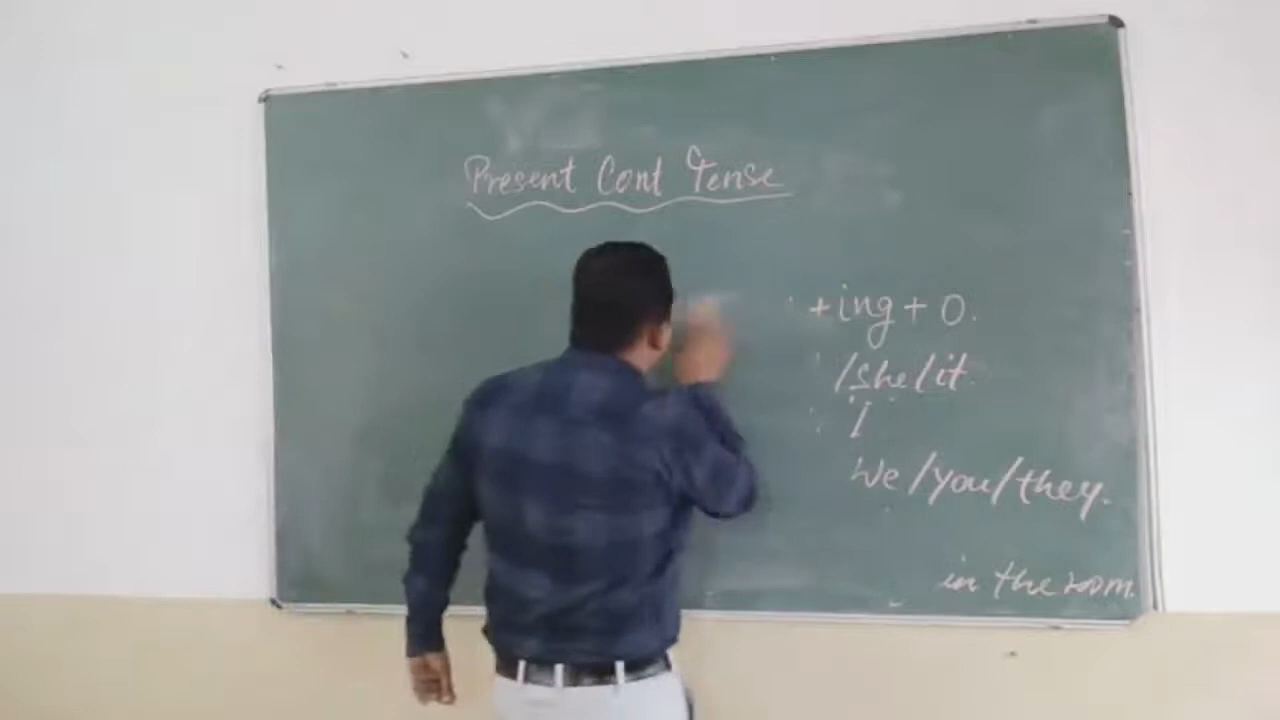 Present Cont Tense
+ing + O.
/she/it.
I
We/you/they.
in the room.